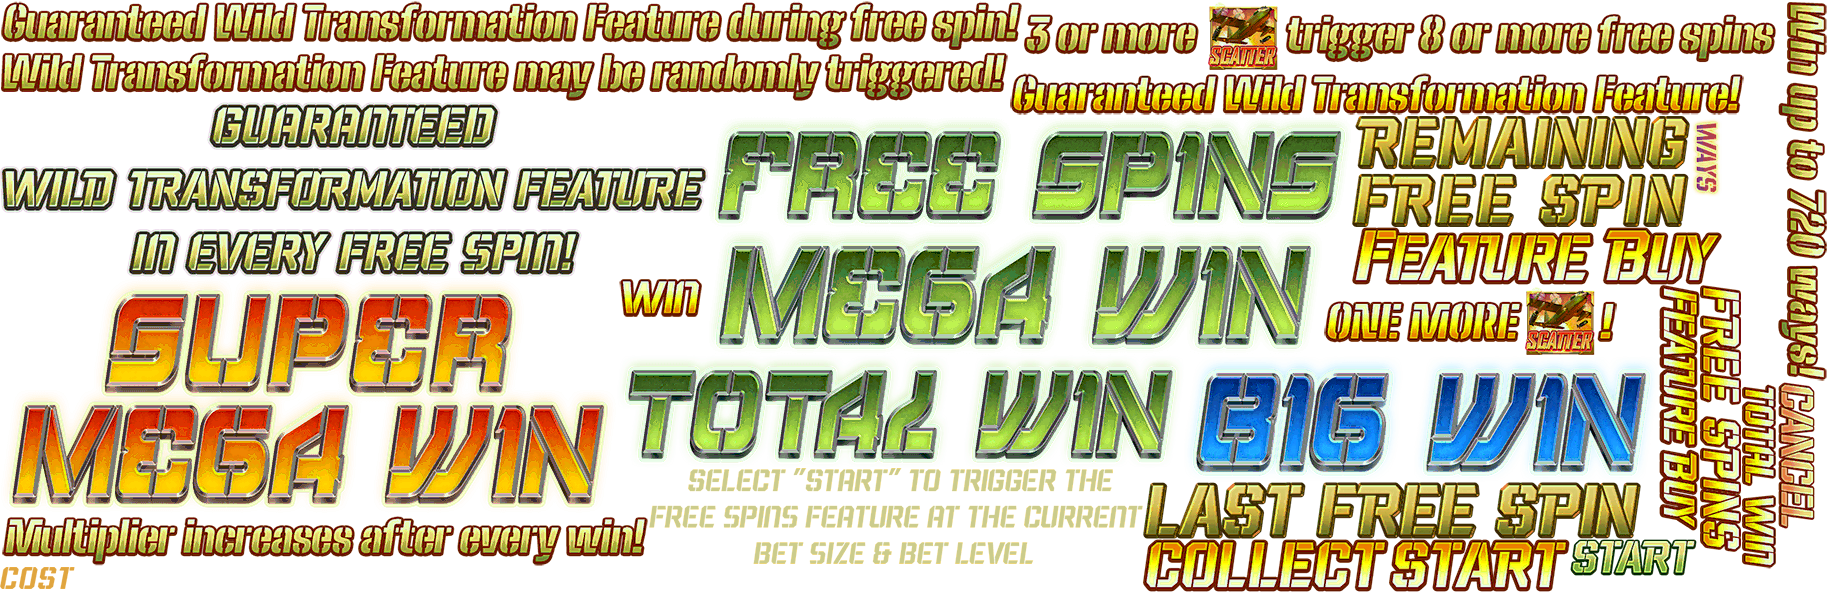 Guaranteed Wild Transformation Feature during free spin!
Wild Transformation Feature may be randomly triggered!
3 or more SCATTER trigger 8 or more free spins
Guaranteed Wild Transformation Feature!
GUARANTEED
WILD TRANSFORMATION FEATURE
IN EVERY FREE SPIN!
FREE SPINS
REMAINING
FREE SPIN
WAYS
Win up to 720 ways!
FEATURE BUY
WIN
MEGA WIN
ONE MORE SCATTER !
SUPER
MEGA WIN
TOTAL WIN
BIG WIN
FREE SPINS
FEATURE BUY
TOTAL WIN
CANCEL
SELECT "START" TO TRIGGER THE
FREE SPINS FEATURE AT THE CURRENT
BET SIZE & BET LEVEL
LAST FREE SPIN
COLLECT
START
START
Multiplier increases after every win!
COST